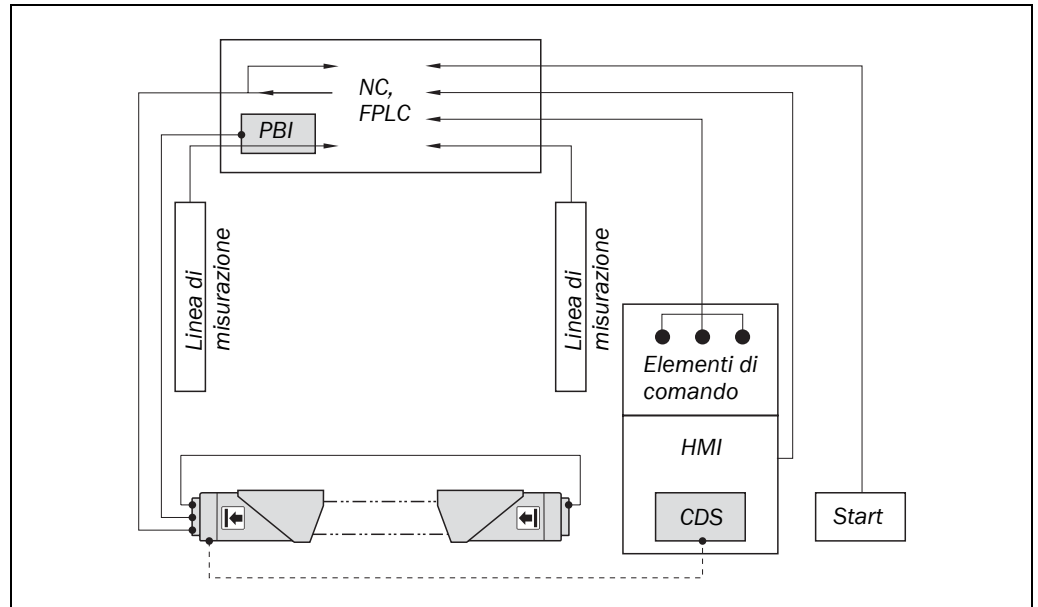 NC,
FPLC
PBI
Linea di
misurazione
Linea di
misurazione
Elementi di
comando
HMI
CDS
Start